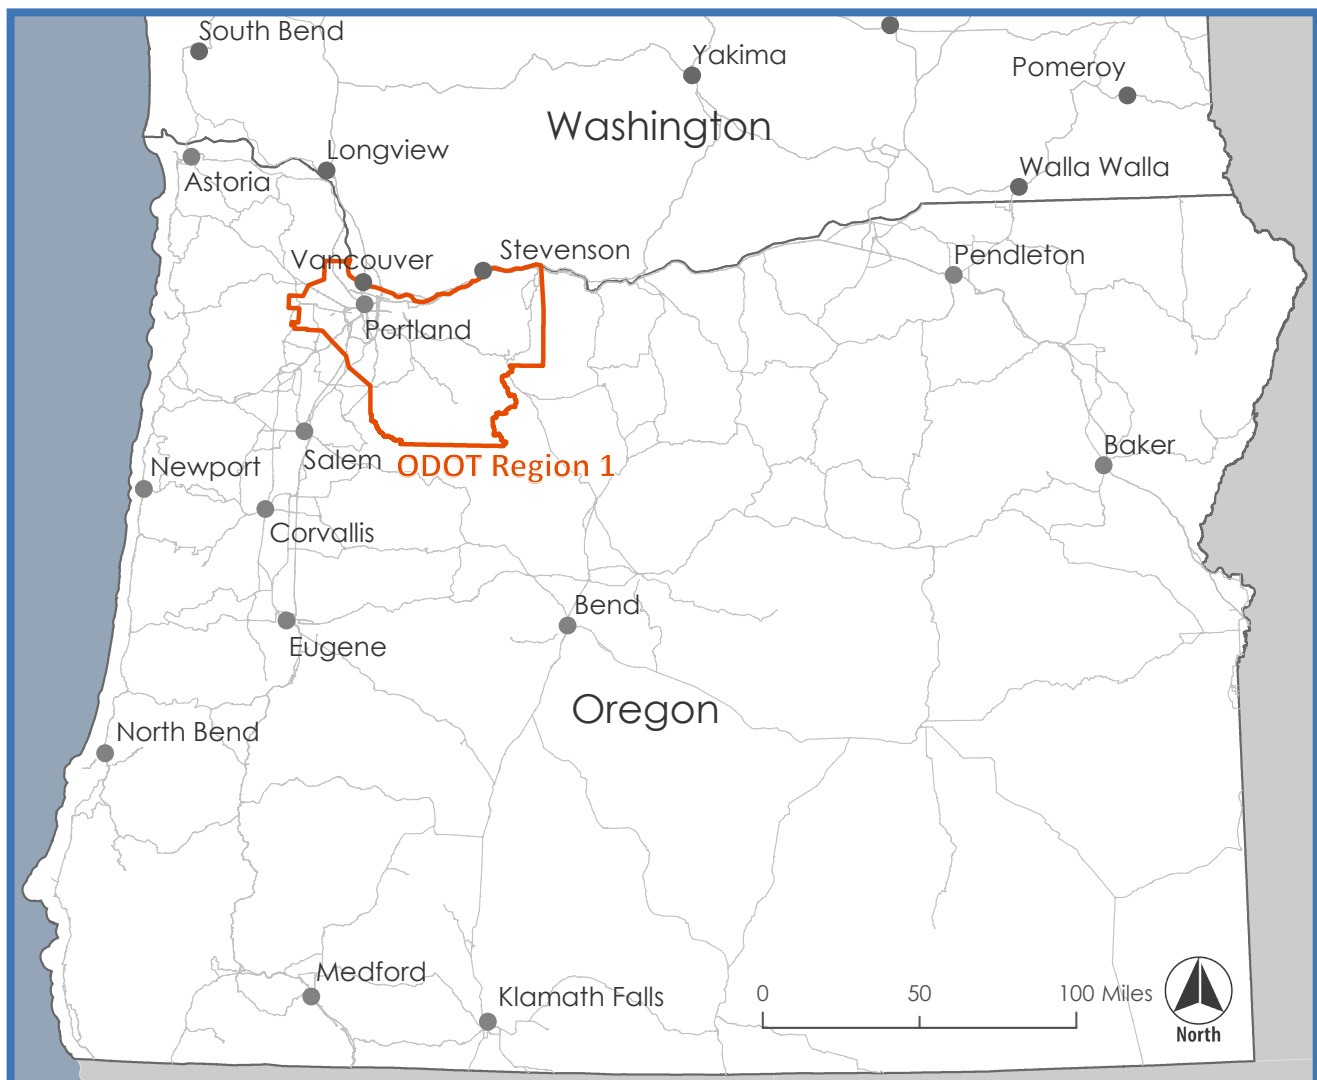 South Bend
Yakima
Pomeroy
Washington
Longview
Walla Walla
Astoria
Stevenson
Vancouver
Pendleton
Portland
Baker
Salem
ODOT Region 1
Newport
Corvallis
Bend
Eugene
Oregon
North Bend
Medford
Klamath Falls
0 50 100 Miles
North